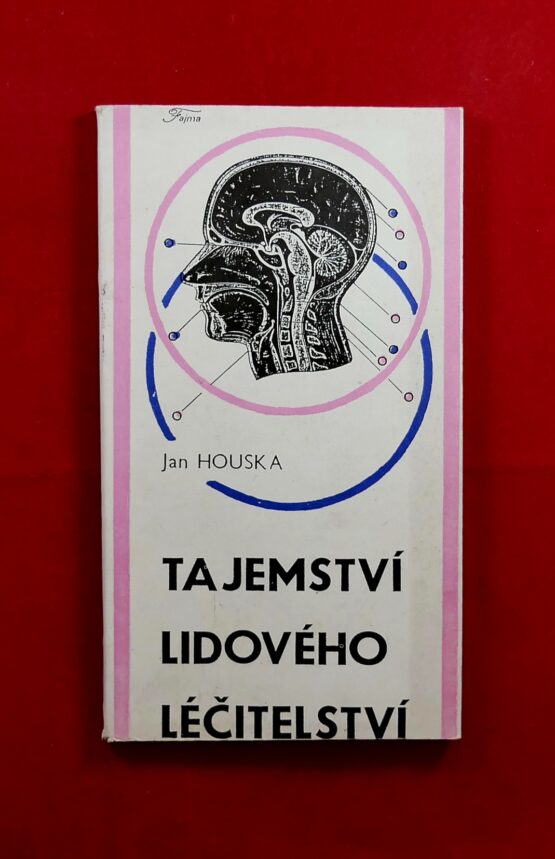 Fajma
Jan HOUSKA
TAJEMSTVÍ
LIDOVÉHO
LÉČITELSTVÍ